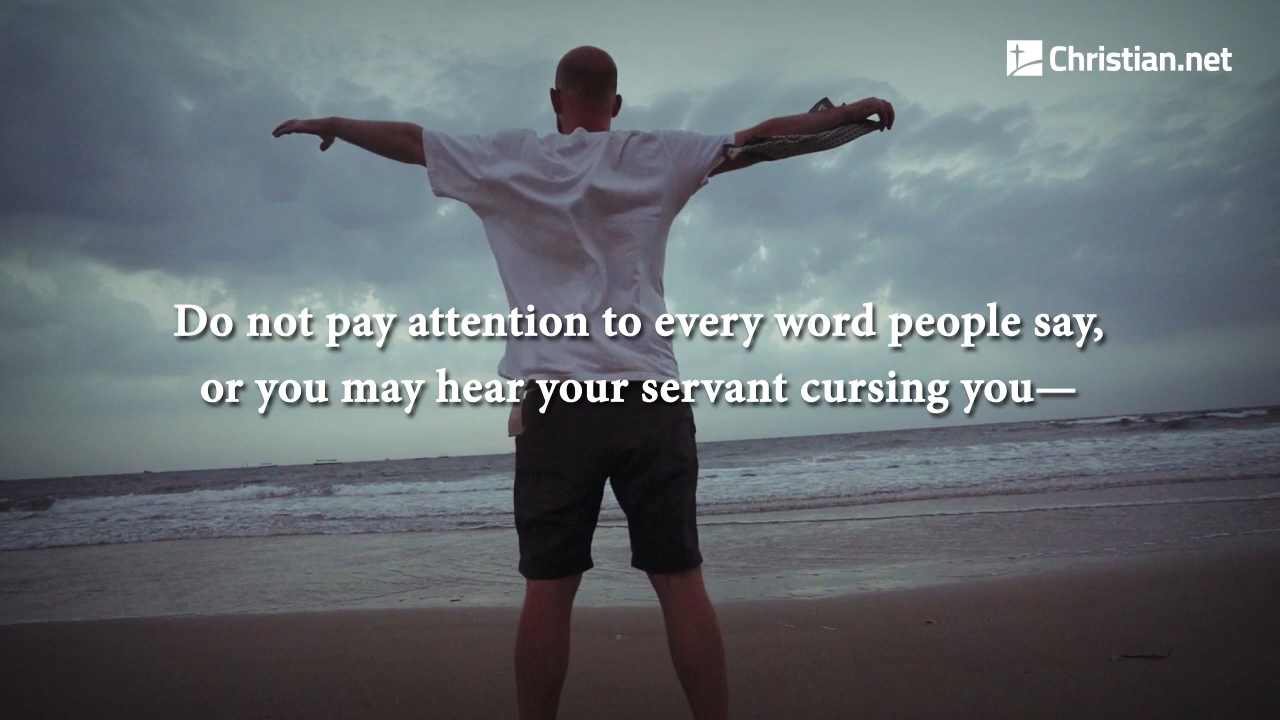 Christian.net
Do not pay attention to every word people say,
or you may hear your servant cursing you—